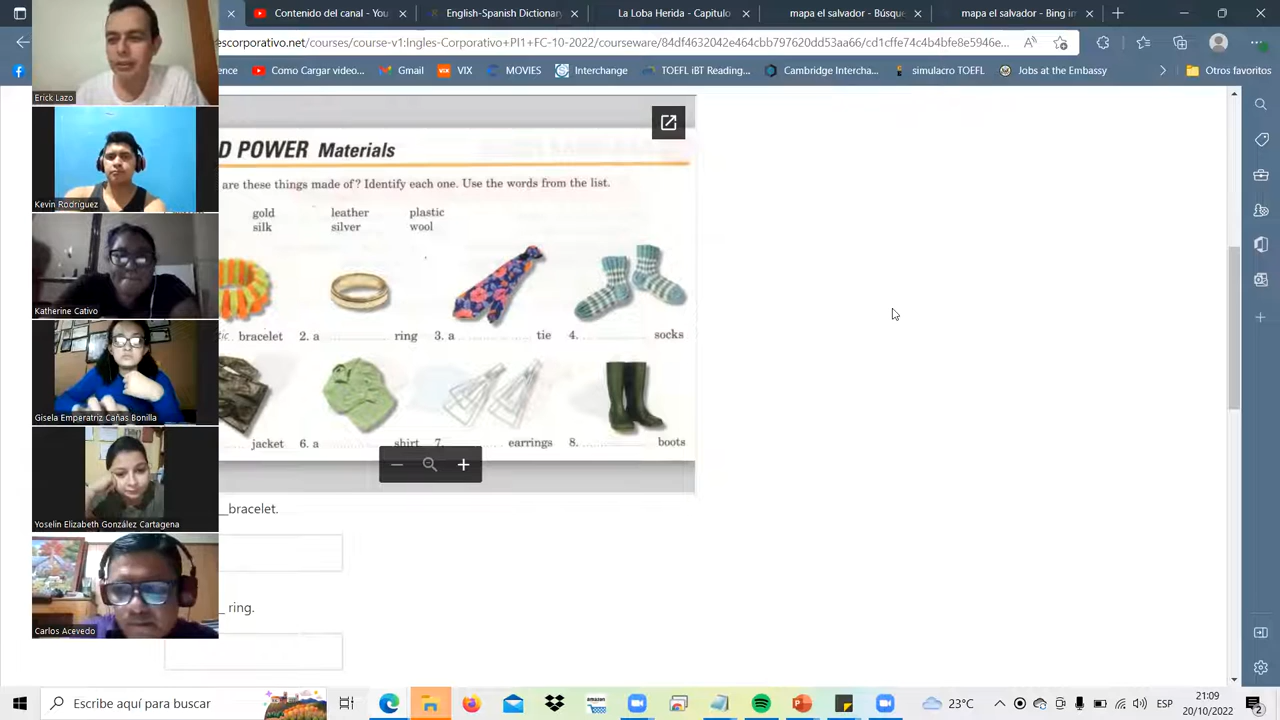 Contenido del canal - You
English-Spanish Dictionar
La Loba Herida - Capitulo
mapa el salvador - Búsque
mapa el salvador - Bing in
escorporativo.net/courses/course-v1:Ingles-Corporativo+PI1+FC-10-2022/courseware/84df4632042e464cbb797620dd53aa66/cd1cffe74c4b4bfe8e5946e...
ence
Como Cargar video...
Gmail
VIX
MOVIES
Interchange
TOEFL iBT Reading...
Cambridge Intercha...
simulacro TOEFL
Jobs at the Embassy
Otros favoritos
Erick Lazo
Kevin Rodriguez
Katherine Cativo
Gisela Emperatriz Cañas Bonilla
Yoselin Elizabeth González Cartagena
Carlos Acevedo
D POWER Materials
are these things made of? Identify each one. Use the words from the list.
gold leather plastic
silk silver wool
bracelet 2. a ring 3. a tie 4. socks
jacket 6. a shirt 7. earrings 8. boots
_bracelet.
_ ring.
Escribe aquí para buscar
23°C
ESP
21:09
20/10/2022
2